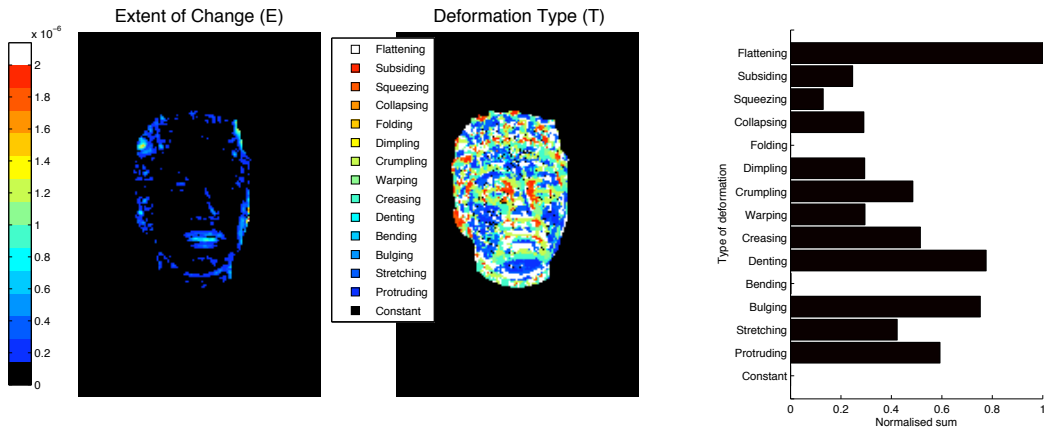 Extent of Change (E)
x 10⁻⁶
2
1.8
1.6
1.4
1.2
1
0.8
0.6
0.4
0.2
0
Deformation Type (T)
Flattening
Subsiding
Squeezing
Collapsing
Folding
Dimpling
Crumpling
Warping
Creasing
Denting
Bending
Bulging
Stretching
Protruding
Constant
Type of deformation
Flattening
Subsiding
Squeezing
Collapsing
Folding
Dimpling
Crumpling
Warping
Creasing
Denting
Bending
Bulging
Stretching
Protruding
Constant
0 0.2 0.4 0.6 0.8 1
Normalised sum